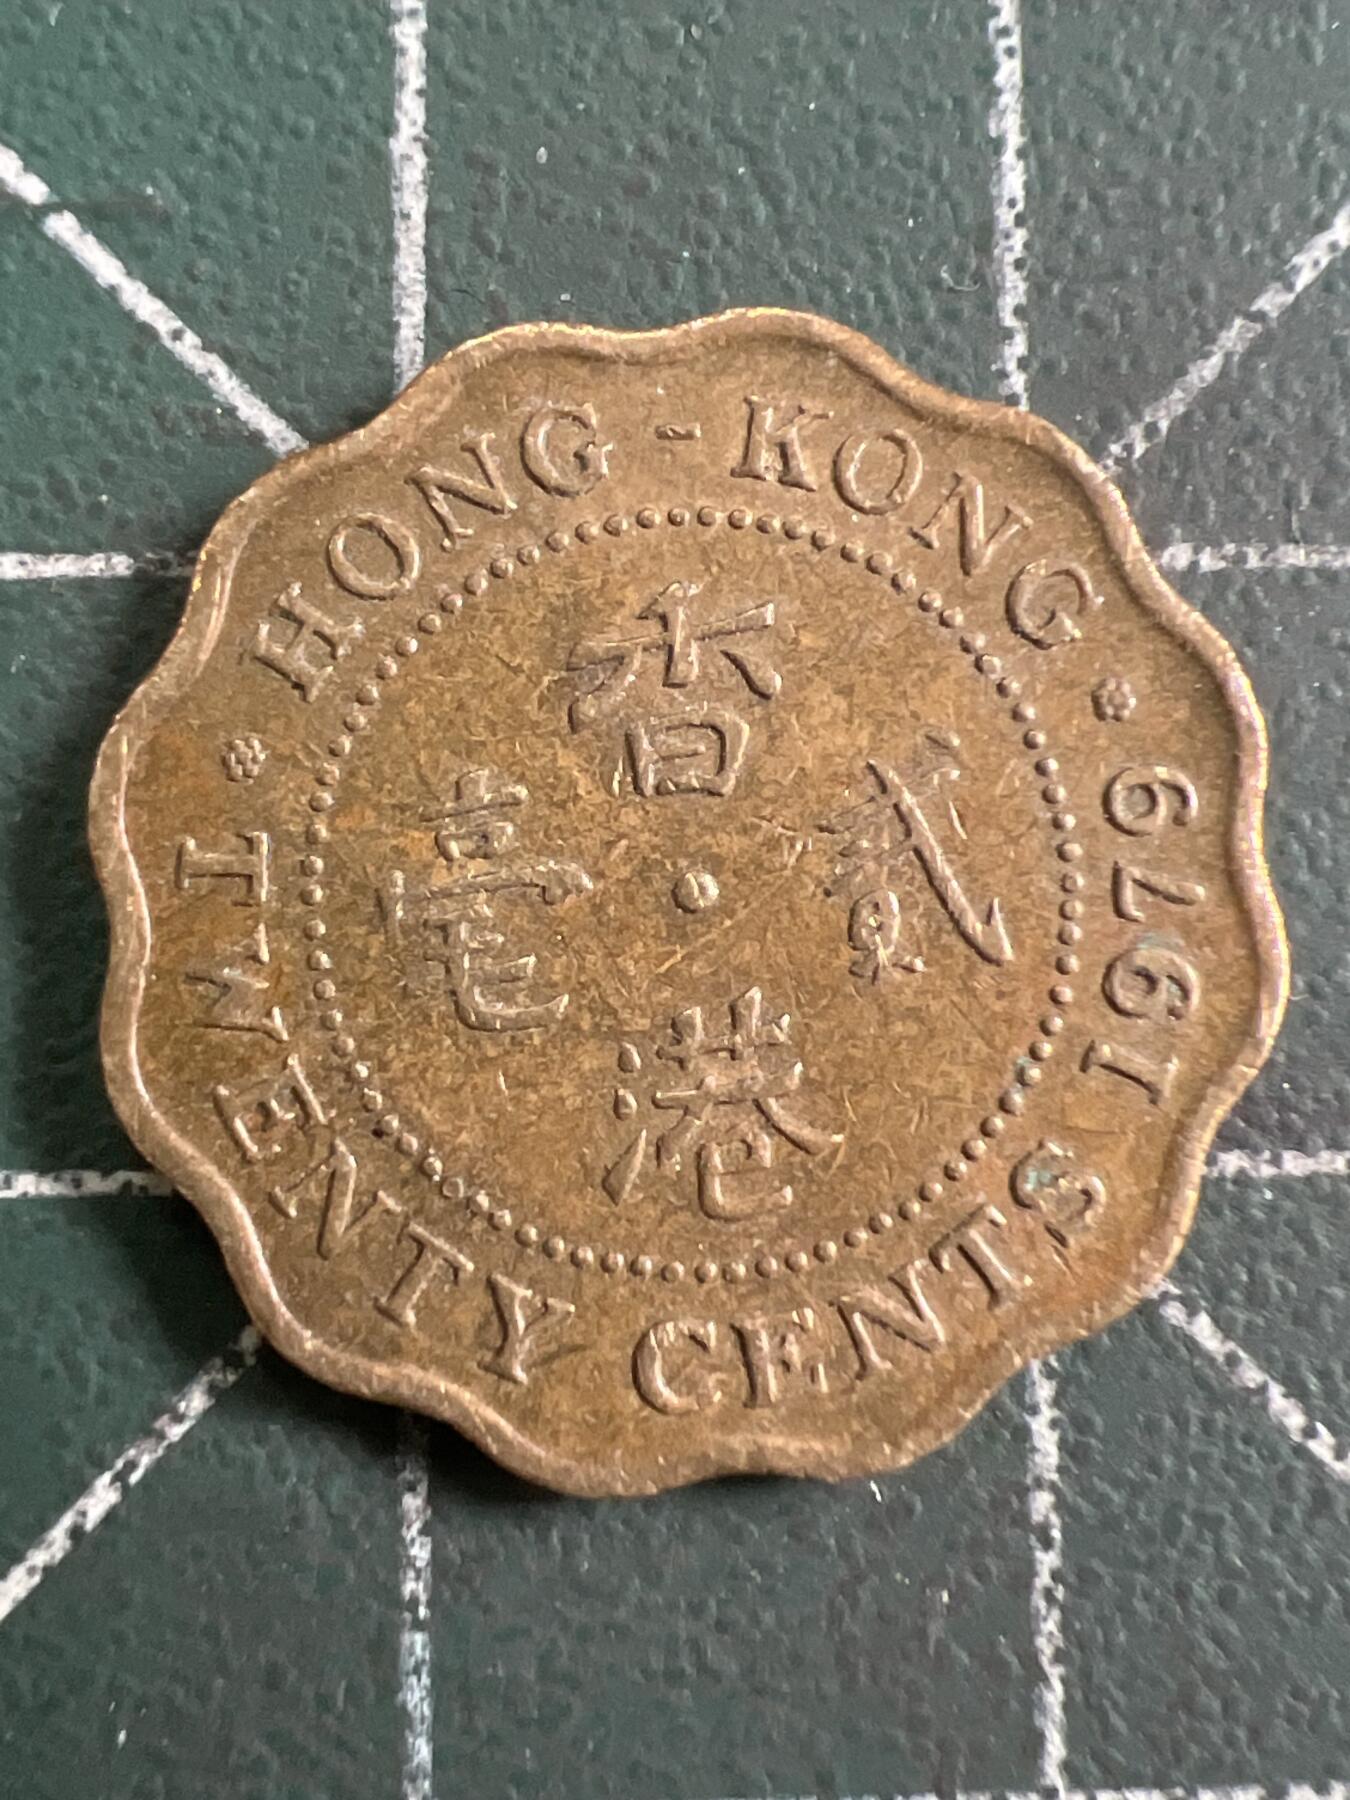 HONG - KONG
香港
貳毫
TWENTY CENTS 1979